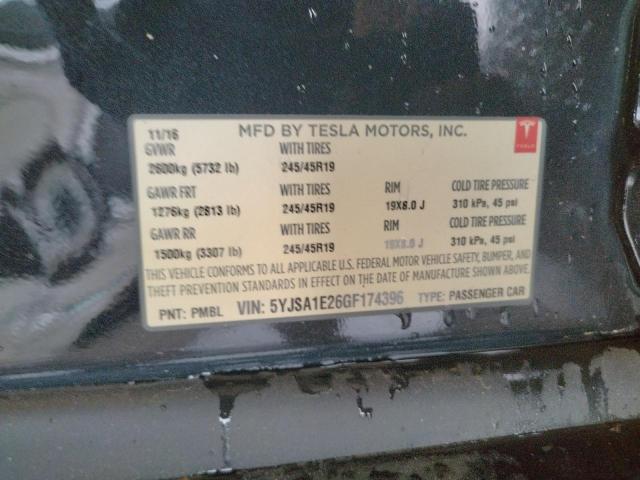 11/16 MFD BY TESLA MOTORS, INC. TESLA
GVWR WITH TIRES
2600kg (5732 lb) 245/45R19
GAWR FRT WITH TIRES RIM COLD TIRE PRESSURE
1276kg (2813 lb) 245/45R19 19X8.0 J 310 kPa, 45 psi
GAWR RR WITH TIRES RIM COLD TIRE PRESSURE
1500kg (3307 lb) 245/45R19 19X8.0 J 310 kPa, 45 psi
THIS VEHICLE CONFORMS TO ALL APPLICABLE U.S. FEDERAL MOTOR VEHICLE SAFETY, BUMPER, AND
THEFT PREVENTION STANDARDS IN EFFECT ON THE DATE OF MANUFACTURE SHOWN ABOVE.
PNT: PMBL VIN: 5YJSA1E26GF174396 TYPE: PASSENGER CAR